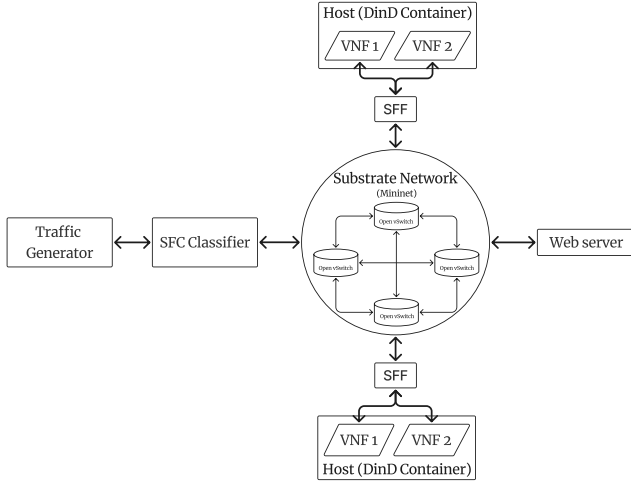 Host (DinD Container)
VNF 1
VNF 2
SFF
Substrate Network
(Mininet)
Open vSwitch
Traffic
Generator
SFC Classifier
Open vSwitch
Open vSwitch
Web server
Open vSwitch
SFF
VNF 1
VNF 2
Host (DinD Container)